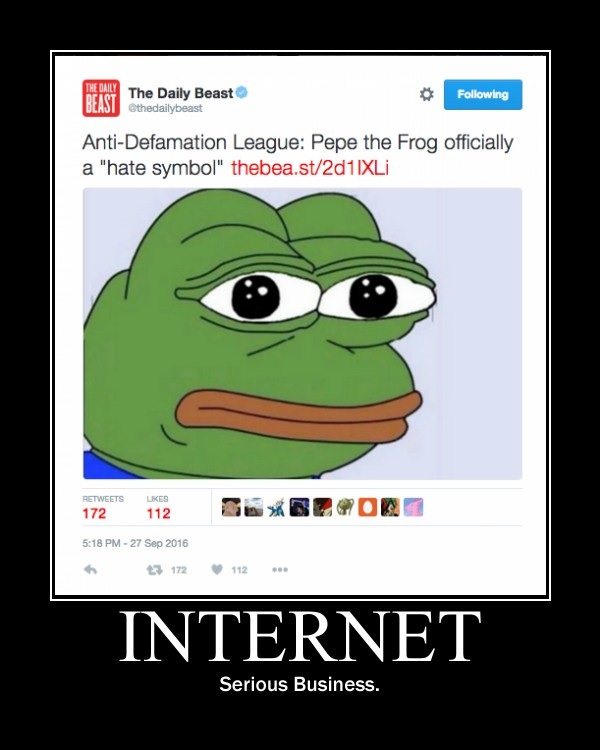 THE DAILY
BEAST
The Daily Beast
@thedailybeast
Following
Anti-Defamation League: Pepe the Frog officially
a "hate symbol" thebea.st/2d1lXLi
RETWEETS LIKES
172 112
5:18 PM - 27 Sep 2016
172 112
INTERNET
Serious Business.